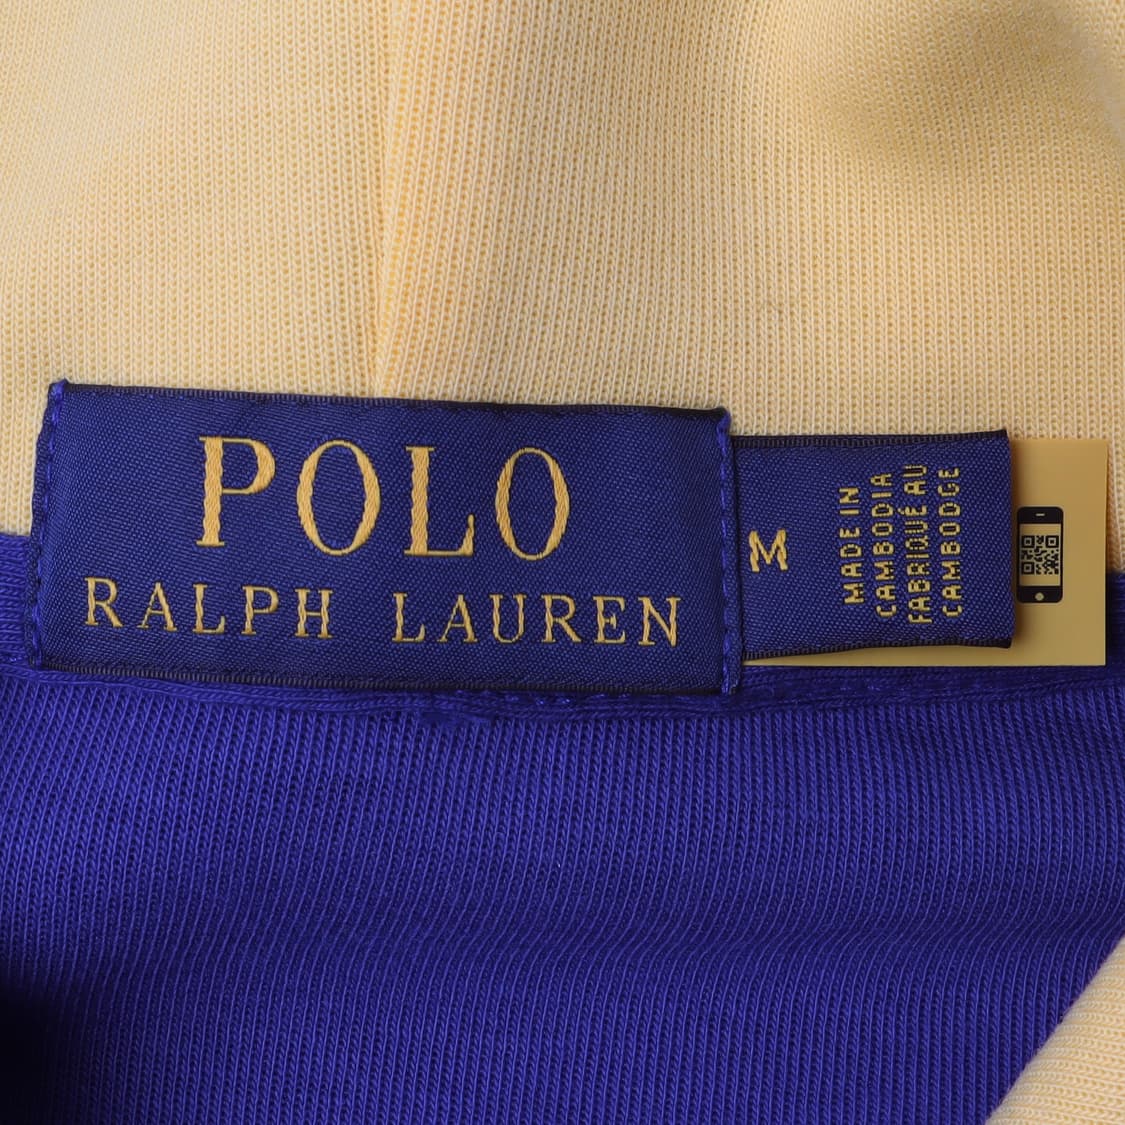 POLO
RALPH LAUREN
M
MADE IN
CAMBODIA
FABRIQUÉ AU
CAMBODGE